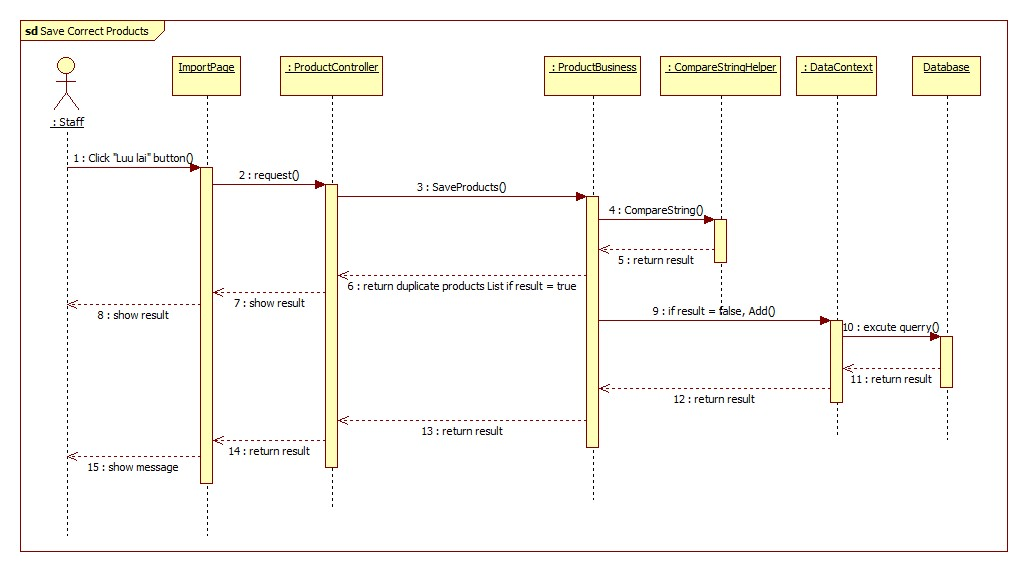 sd Save Correct Products
ImportPage
: ProductController
: ProductBusiness
: CompareStringHelper
: DataContext
Database
: Staff
1 : Click "Luu lai" button()
2 : request()
3 : SaveProducts()
4 : CompareString()
5 : return result
6 : return duplicate products List if result = true
7 : show result
8 : show result
9 : if result = false, Add()
10 : excute querry()
11 : return result
12 : return result
13 : return result
14 : return result
15 : show message